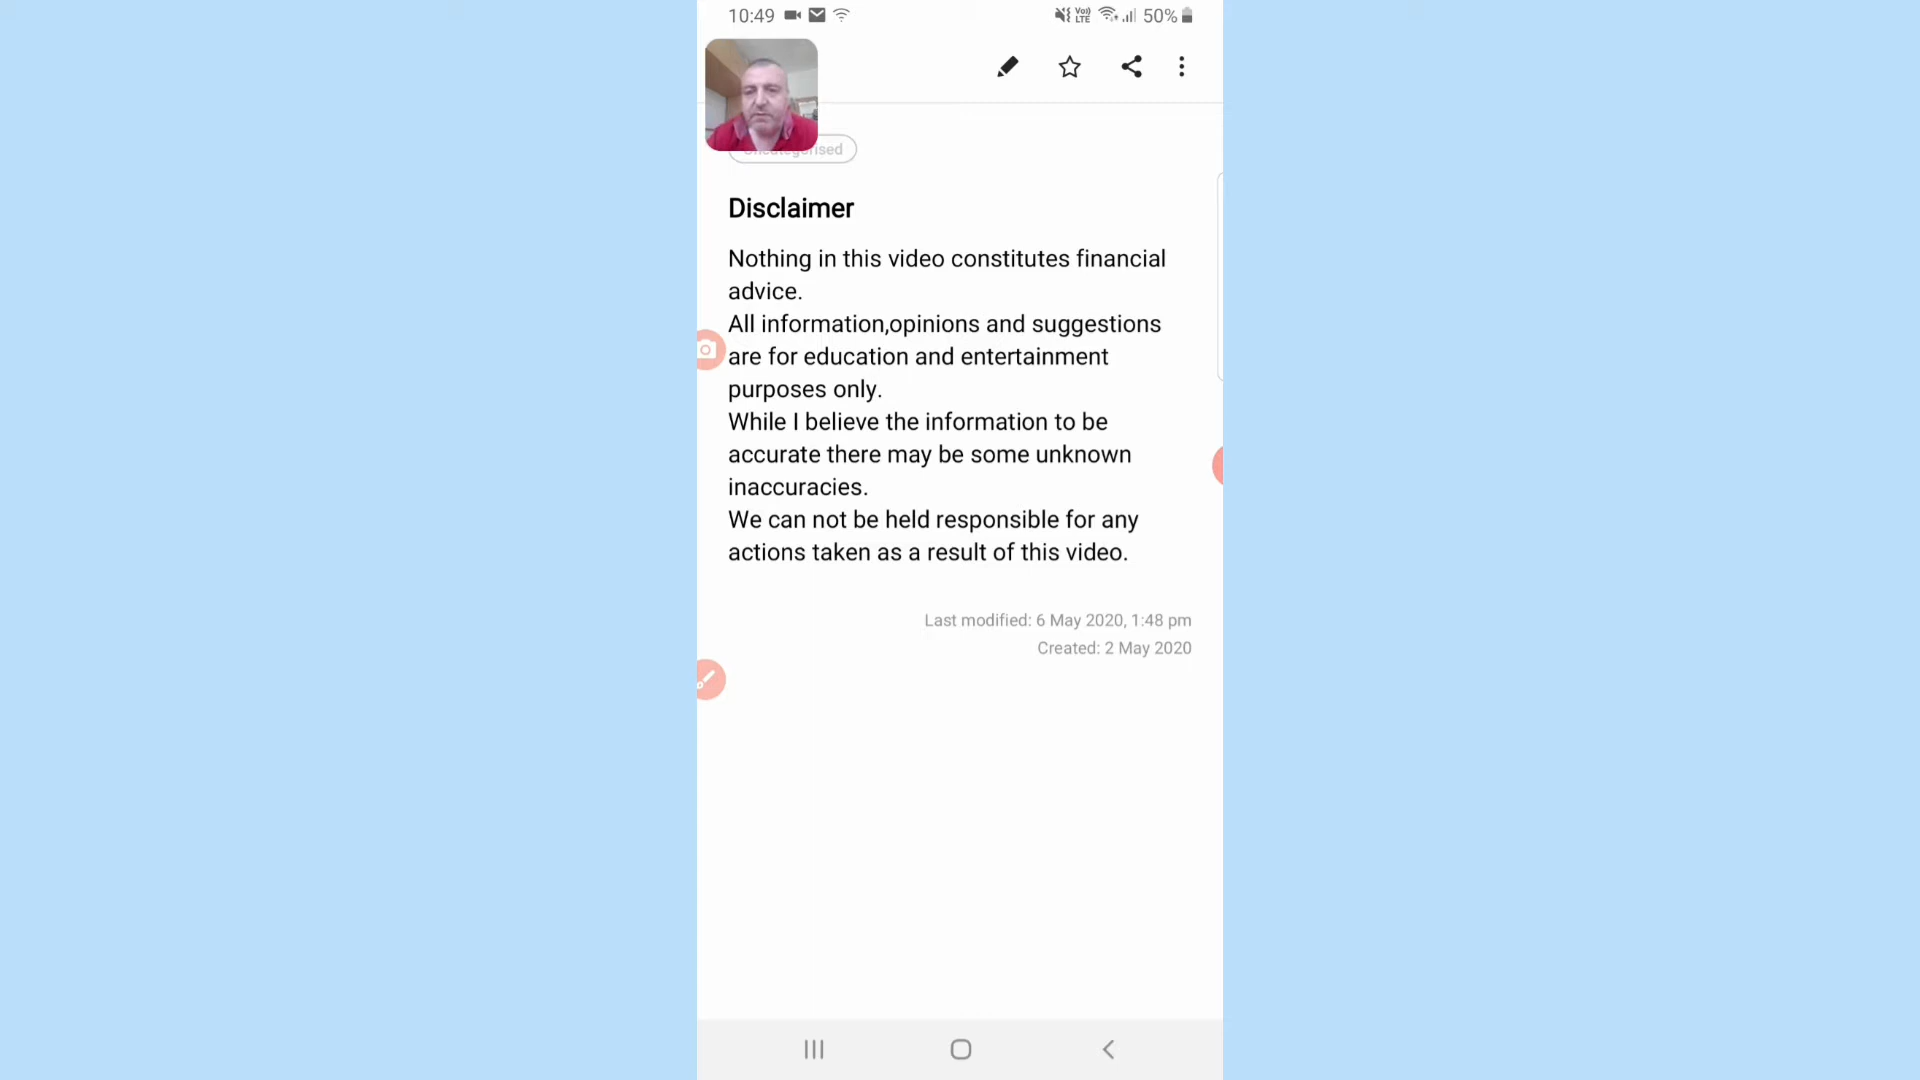 10:49
Vo) LTE 50%
Uncategorised
Disclaimer
Nothing in this video constitutes financial
advice.
All information,opinions and suggestions
are for education and entertainment
purposes only.
While I believe the information to be
accurate there may be some unknown
inaccuracies.
We can not be held responsible for any
actions taken as a result of this video.
Last modified: 6 May 2020, 1:48 pm
Created: 2 May 2020